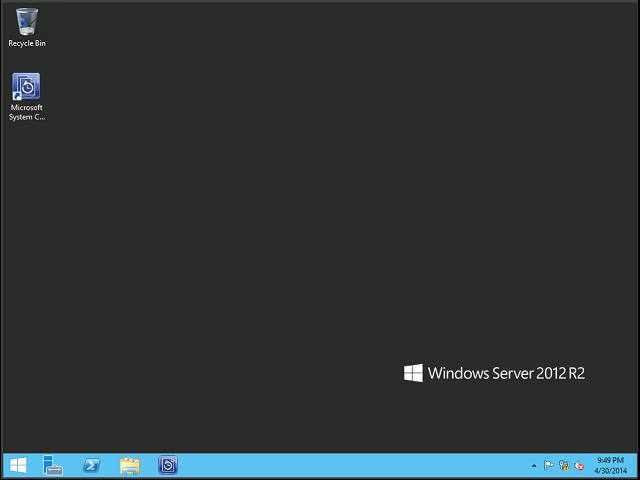 Recycle Bin
Microsoft
System C...
Windows Server 2012 R2
9:49 PM
4/30/2014